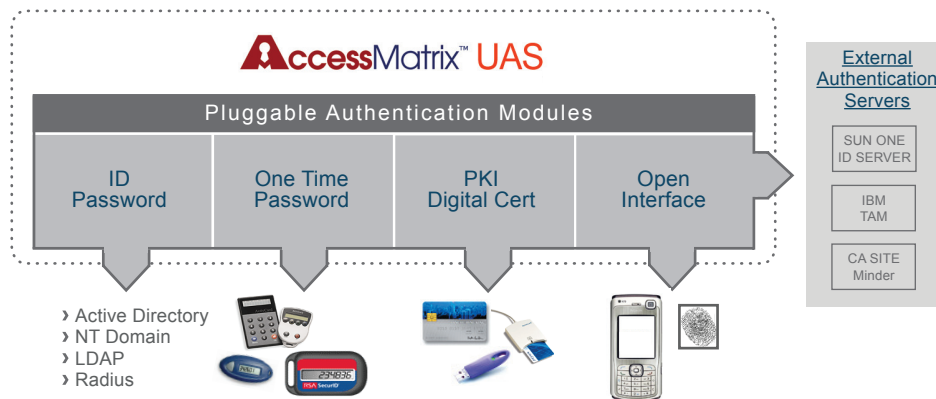 AccessMatrix™ UAS
Pluggable Authentication Modules
ID
Password
One Time
Password
PKI
Digital Cert
Open
Interface
External
Authentication
Servers
SUN ONE
ID SERVER
IBM
TAM
CA SITE
Minder
› Active Directory
› NT Domain
› LDAP
› Radius
234836
RSA SecurID